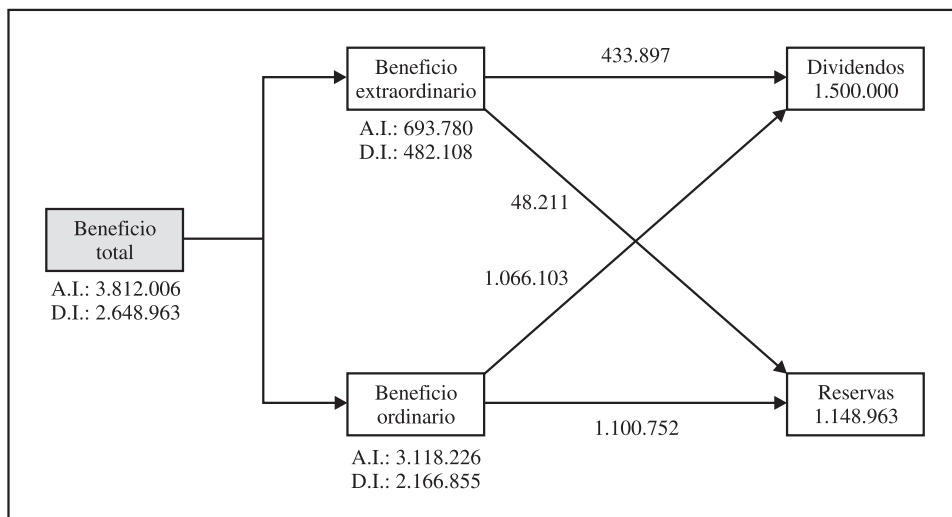 Beneficio
total
A.I.: 3.812.006
D.I.: 2.648.963
Beneficio
extraordinario
A.I.: 693.780
D.I.: 482.108
433.897
Dividendos
1.500.000
48.211
1.066.103
Beneficio
ordinario
A.I.: 3.118.226
D.I.: 2.166.855
1.100.752
Reservas
1.148.963